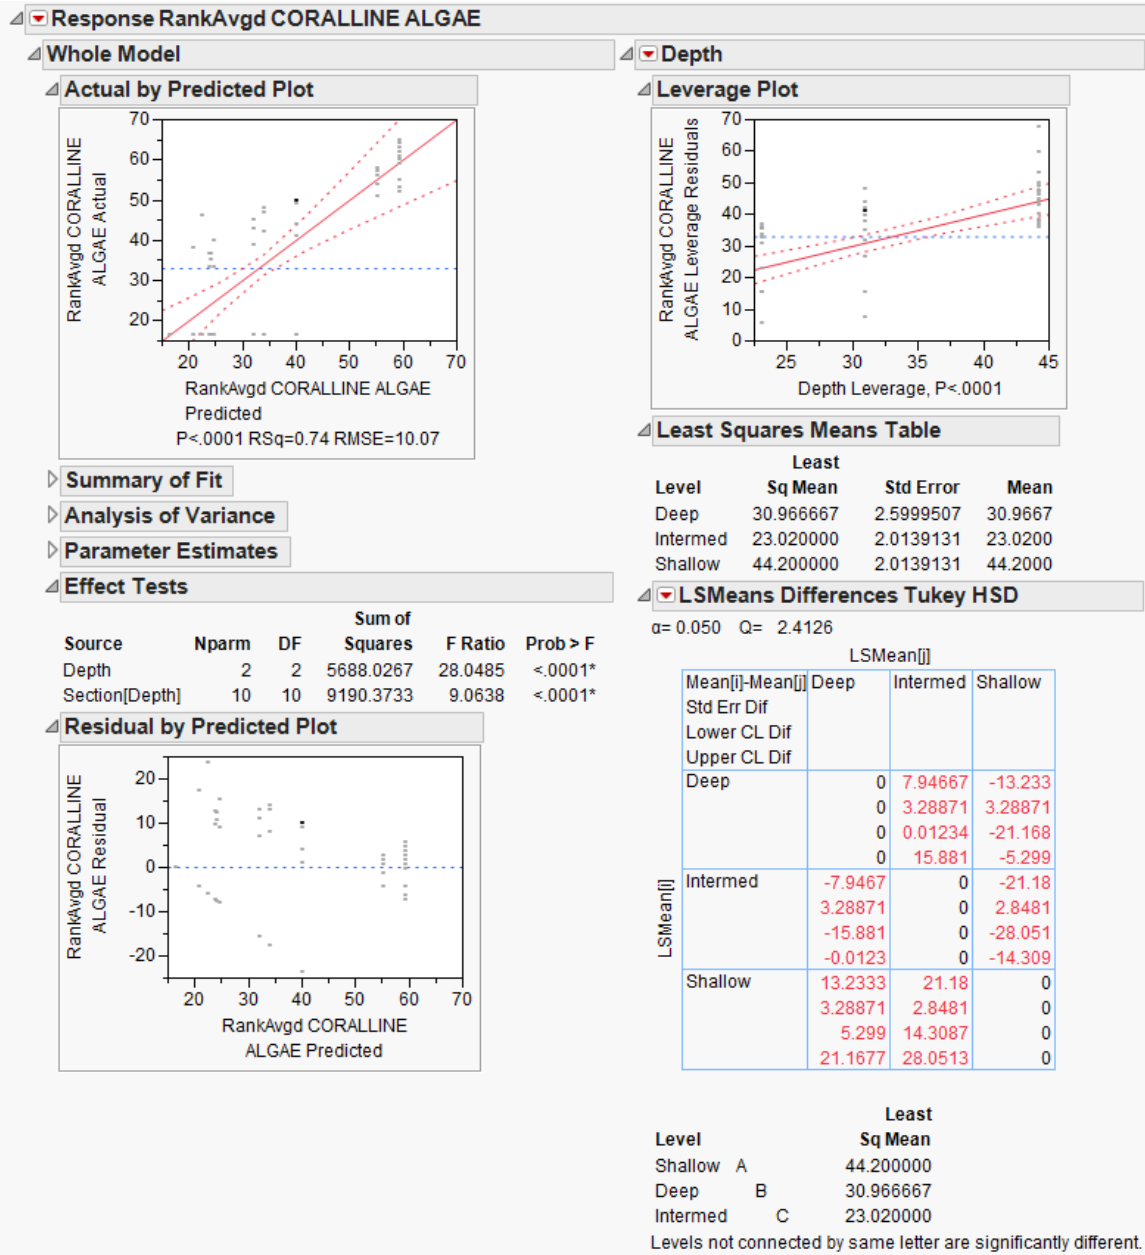 Response RankAvgd CORALLINE ALGAE
Whole Model
Actual by Predicted Plot
RankAvgd CORALLINE
ALGAE Actual
70
60
50
40
30
20
20 30 40 50 60 70
RankAvgd CORALLINE ALGAE
Predicted
P<.0001 RSq=0.74 RMSE=10.07
Summary of Fit
Analysis of Variance
Parameter Estimates
Effect Tests
Sum of
Source Nparm DF Squares F Ratio Prob > F
Depth 2 2 5688.0267 28.0485 <.0001*
Section[Depth] 10 10 9190.3733 9.0638 <.0001*
Residual by Predicted Plot
RankAvgd CORALLINE
ALGAE Residual
20
10
0
-10
-20
20 30 40 50 60 70
RankAvgd CORALLINE
ALGAE Predicted
Depth
Leverage Plot
RankAvgd CORALLINE
ALGAE Leverage Residuals
70
60
50
40
30
20
10
0
25 30 35 40 45
Depth Leverage, P<.0001
Least Squares Means Table
Least
Level Sq Mean Std Error Mean
Deep 30.966667 2.5999507 30.9667
Intermed 23.020000 2.0139131 23.0200
Shallow 44.200000 2.0139131 44.2000
LSMeans Differences Tukey HSD
α= 0.050 Q= 2.4126
LSMean[j]
LSMean[i]
Mean[i]-Mean[j] Deep Intermed Shallow
Std Err Dif
Lower CL Dif
Upper CL Dif
Deep 0 7.94667 -13.233
0 3.28871 3.28871
0 0.01234 -21.168
0 15.881 -5.299
Intermed -7.9467 0 -21.18
3.28871 0 2.8481
-15.881 0 -28.051
-0.0123 0 -14.309
Shallow 13.2333 21.18 0
3.28871 2.8481 0
5.299 14.3087 0
21.1677 28.0513 0
Least
Level Sq Mean
Shallow A 44.200000
Deep B 30.966667
Intermed C 23.020000
Levels not connected by same letter are significantly different.